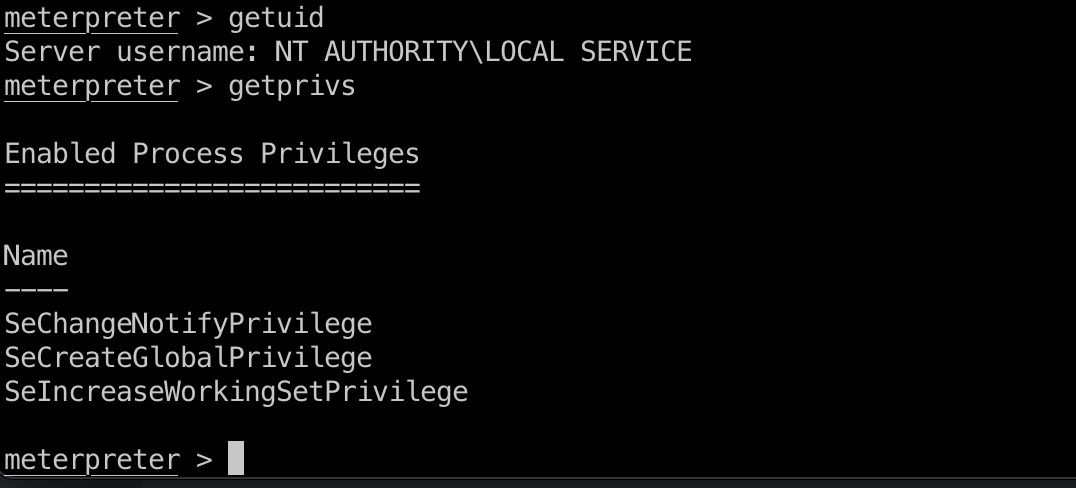 meterpreter > getuid
Server username: NT AUTHORITY\LOCAL SERVICE
meterpreter > getprivs
Enabled Process Privileges
==========================
Name
----
SeChangeNotifyPrivilege
SeCreateGlobalPrivilege
SeIncreaseWorkingSetPrivilege
meterpreter >